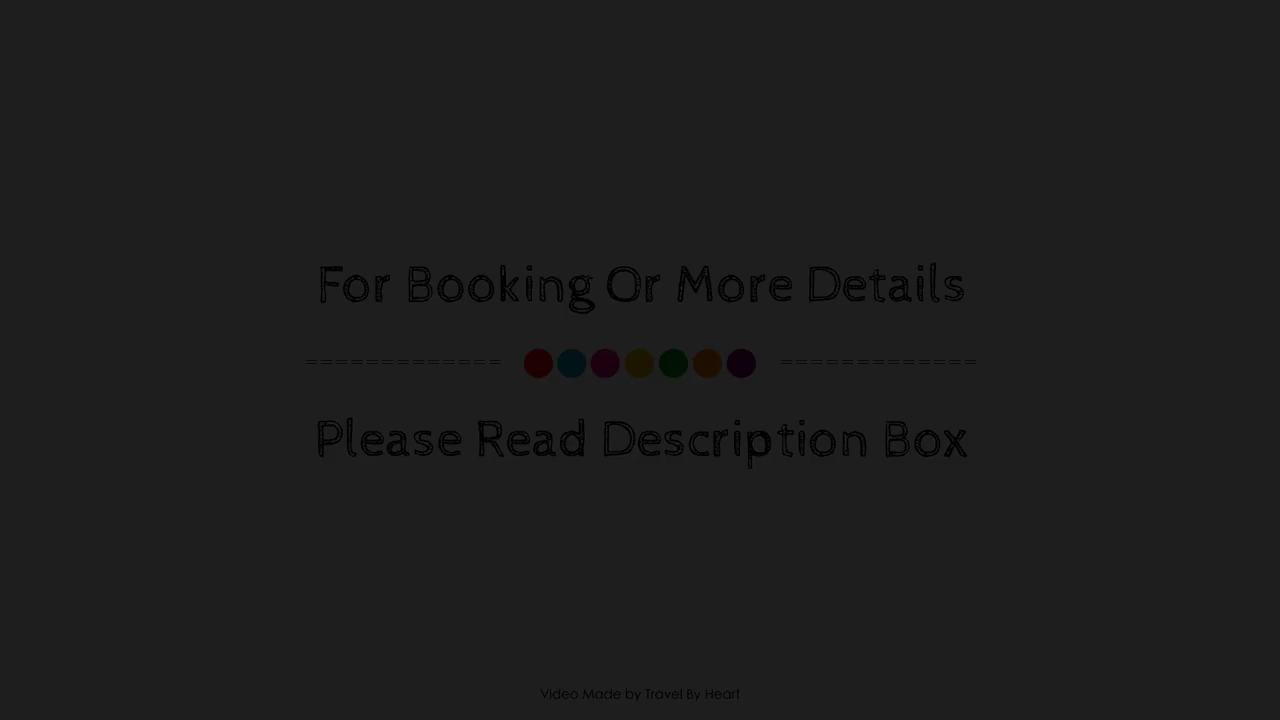 For Booking Or More Details
============= =============
Please Read Description Box
Video Made by Travel By Heart